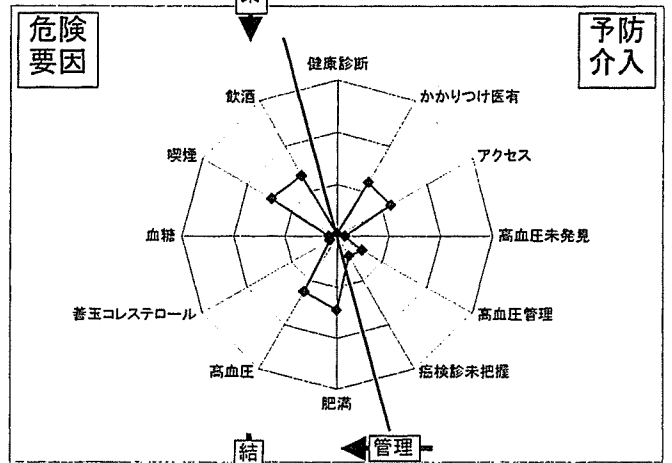 危険
要因
予防
介入
健康診断
飲酒
かかりつけ医有
喫煙
アクセス
血糖
高血圧未発見
善玉コレステロール
高血圧管理
高血圧
癌検診未把握
肥満
結
管理